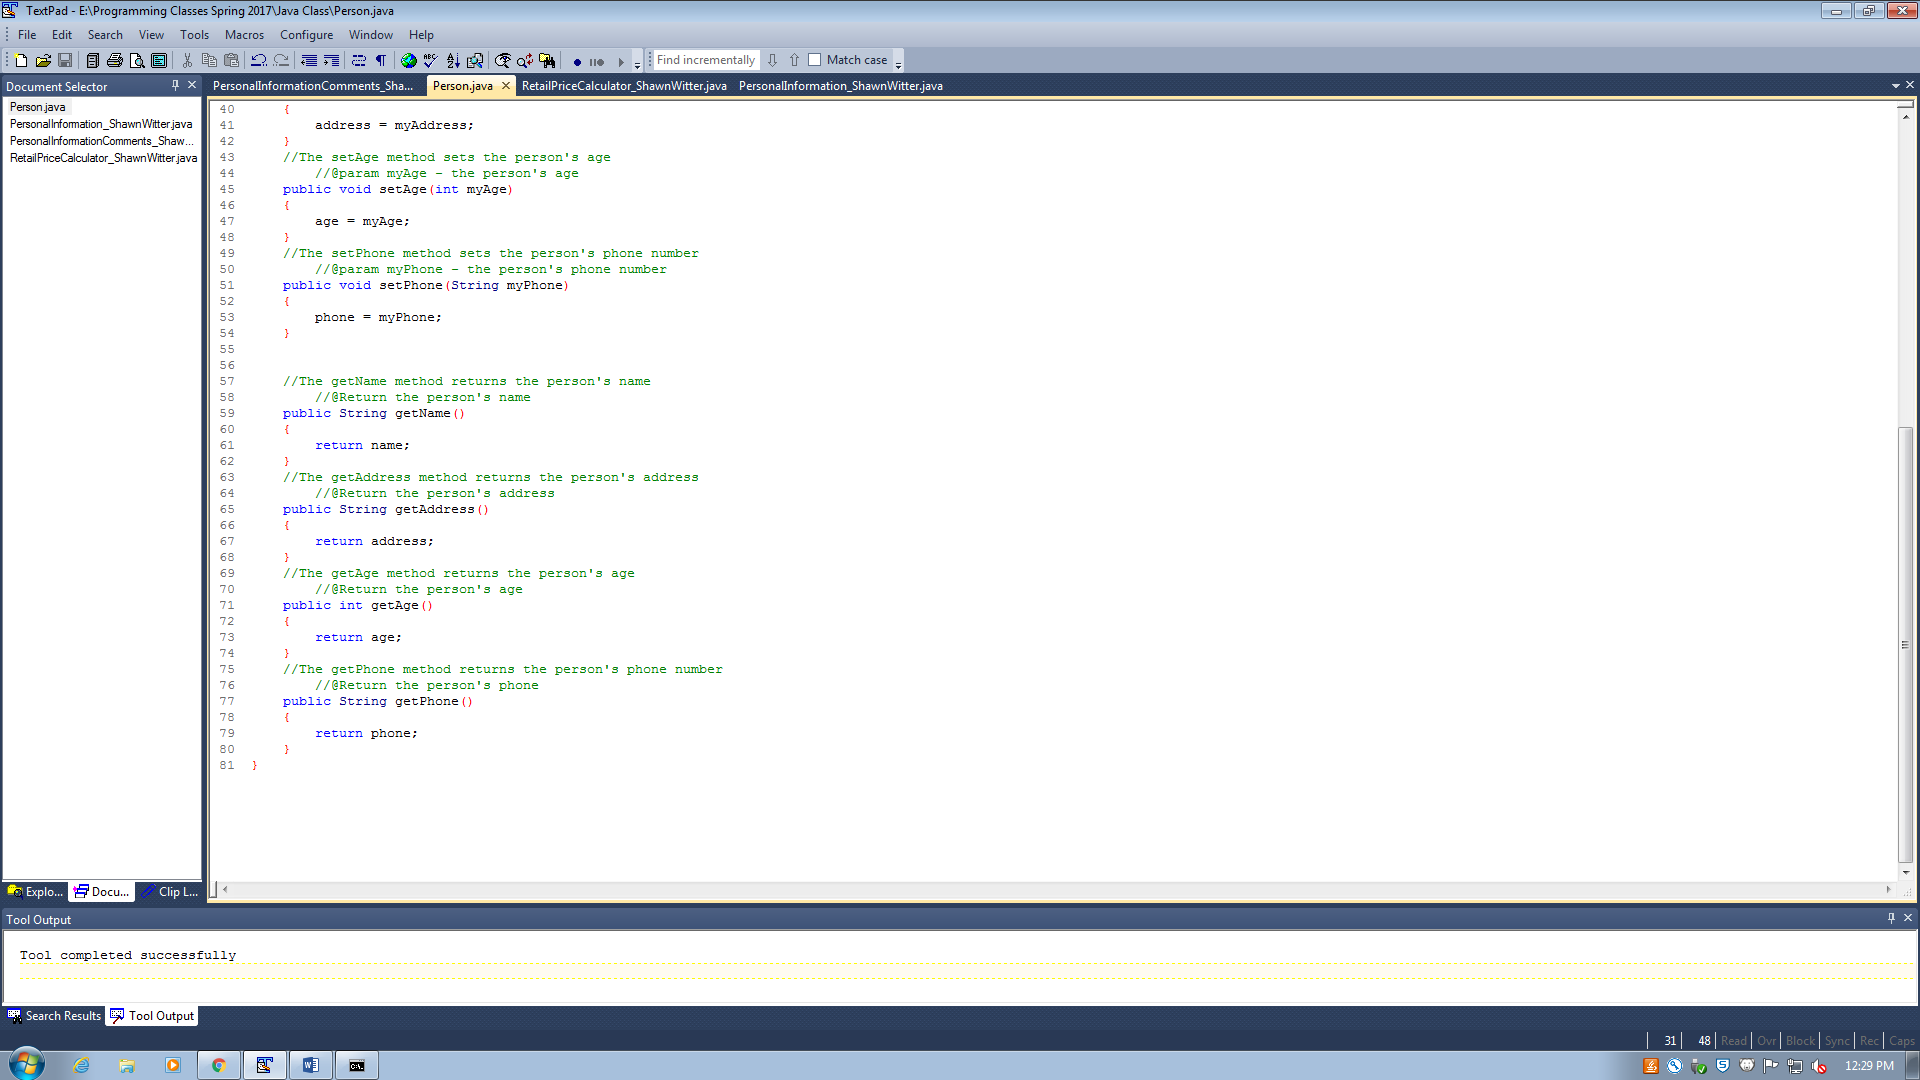 TextPad - E:\Programming Classes Spring 2017\Java Class\Person.java
File Edit Search View Tools Macros Configure Window Help
Find incrementally Match case
Document Selector
Person.java
PersonalInformation_ShawnWitter.java
PersonalInformationComments_Shaw...
RetailPriceCalculator_ShawnWitter.java
PersonalInformationComments_Sha... Person.java RetailPriceCalculator_ShawnWitter.java PersonalInformation_ShawnWitter.java
40 {
41 address = myAddress;
42 }
43 //The setAge method sets the person's age
44 //@param myAge - the person's age
45 public void setAge(int myAge)
46 {
47 age = myAge;
48 }
49 //The setPhone method sets the person's phone number
50 //@param myPhone - the person's phone number
51 public void setPhone(String myPhone)
52 {
53 phone = myPhone;
54 }
55
56
57 //The getName method returns the person's name
58 //@Return the person's name
59 public String getName()
60 {
61 return name;
62 }
63 //The getAddress method returns the person's address
64 //@Return the person's address
65 public String getAddress()
66 {
67 return address;
68 }
69 //The getAge method returns the person's age
70 //@Return the person's age
71 public int getAge()
72 {
73 return age;
74 }
75 //The getPhone method returns the person's phone number
76 //@Return the person's phone
77 public String getPhone()
78 {
79 return phone;
80 }
81 }
Explo... Docu... Clip L...
Tool Output
Tool completed successfully
Search Results Tool Output
31 48 Read Ovr Block Sync Rec Caps
12:29 PM